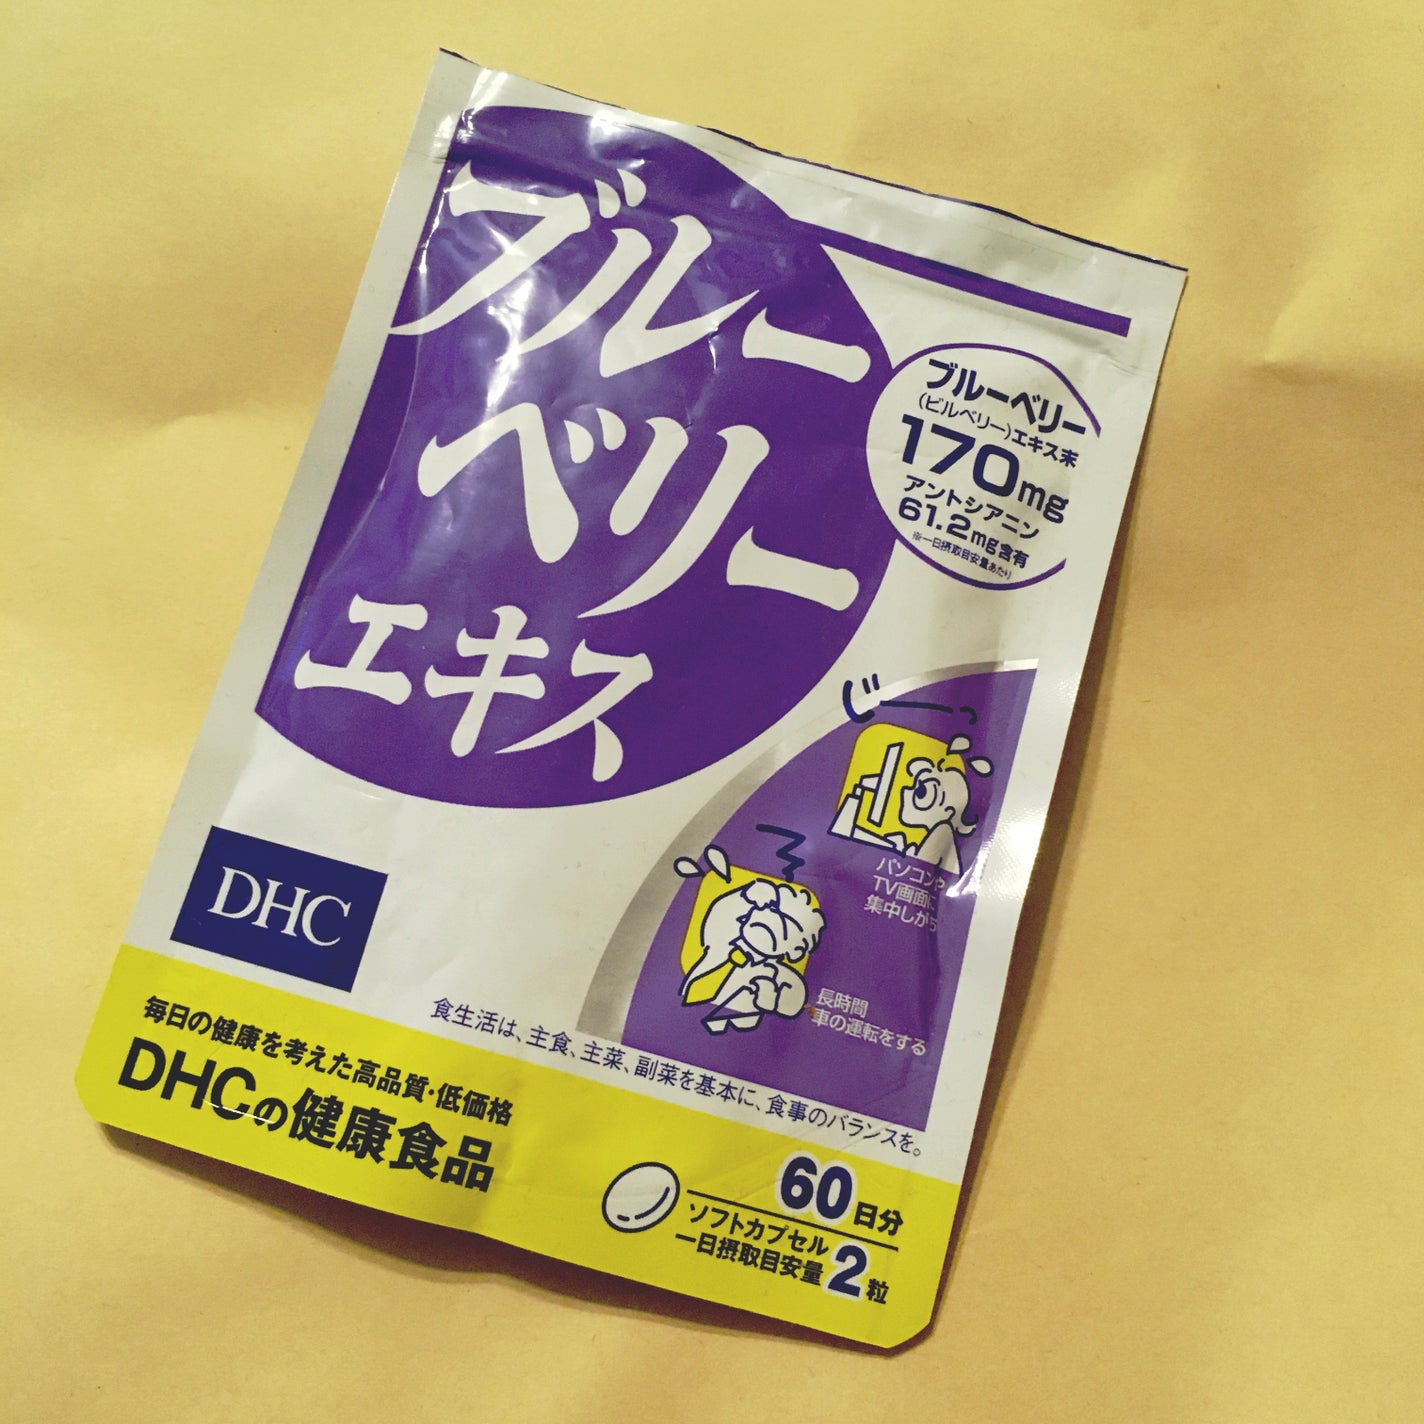 ブルー
ベリー
エキス
ブルーベリー
(ビルベリー)エキス末
170mg
アントシアニン
61.2mg含有
※一日摂取目安量あたり
じーっ
パソコンや
TV画面に
集中しがち
長時間
車の運転をする
DHC
食生活は、主食、主菜、副菜を基本に、食事のバランスを。
毎日の健康を考えた高品質・低価格
DHCの健康食品
60日分
ソフトカプセル
一日摂取目安量2粒